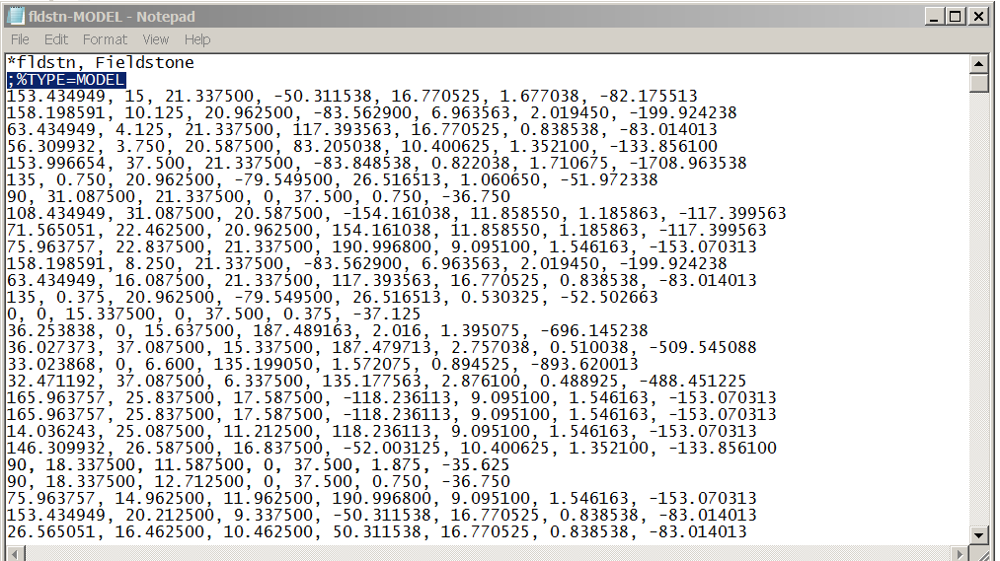 fldstn-MODEL - Notepad
File Edit Format View Help
*fldstn, Fieldstone
;%TYPE=MODEL
153.434949, 15, 21.337500, -50.311538, 16.770525, 1.677038, -82.175513
158.198591, 10.125, 20.962500, -83.562900, 6.963563, 2.019450, -199.924238
63.434949, 4.125, 21.337500, 117.393563, 16.770525, 0.838538, -83.014013
56.309932, 3.750, 20.587500, 83.205038, 10.400625, 1.352100, -133.856100
153.996654, 37.500, 21.337500, -83.848538, 0.822038, 1.710675, -1708.963538
135, 0.750, 20.962500, -79.549500, 26.516513, 1.060650, -51.972338
90, 31.087500, 21.337500, 0, 37.500, 0.750, -36.750
108.434949, 31.087500, 20.587500, -154.161038, 11.858550, 1.185863, -117.399563
71.565051, 22.462500, 20.962500, 154.161038, 11.858550, 1.185863, -117.399563
75.963757, 22.837500, 21.337500, 190.996800, 9.095100, 1.546163, -153.070313
158.198591, 8.250, 21.337500, -83.562900, 6.963563, 2.019450, -199.924238
63.434949, 16.087500, 21.337500, 117.393563, 16.770525, 0.838538, -83.014013
135, 0.375, 20.962500, -79.549500, 26.516513, 0.530325, -52.502663
0, 0, 15.337500, 0, 37.500, 0.375, -37.125
36.253838, 0, 15.637500, 187.489163, 2.016, 1.395075, -696.145238
36.027373, 37.087500, 15.337500, 187.479713, 2.757038, 0.510038, -509.545088
33.023868, 0, 6.600, 135.199050, 1.572075, 0.894525, -893.620013
32.471192, 37.087500, 6.337500, 135.177563, 2.876100, 0.488925, -488.451225
165.963757, 25.837500, 17.587500, -118.236113, 9.095100, 1.546163, -153.070313
165.963757, 25.837500, 17.587500, -118.236113, 9.095100, 1.546163, -153.070313
14.036243, 25.087500, 11.212500, 118.236113, 9.095100, 1.546163, -153.070313
146.309932, 26.587500, 16.837500, -52.003125, 10.400625, 1.352100, -133.856100
90, 18.337500, 11.587500, 0, 37.500, 1.875, -35.625
90, 18.337500, 12.712500, 0, 37.500, 0.750, -36.750
75.963757, 14.962500, 11.962500, 190.996800, 9.095100, 1.546163, -153.070313
153.434949, 20.212500, 9.337500, -50.311538, 16.770525, 0.838538, -83.014013
26.565051, 16.462500, 10.462500, 50.311538, 16.770525, 0.838538, -83.014013